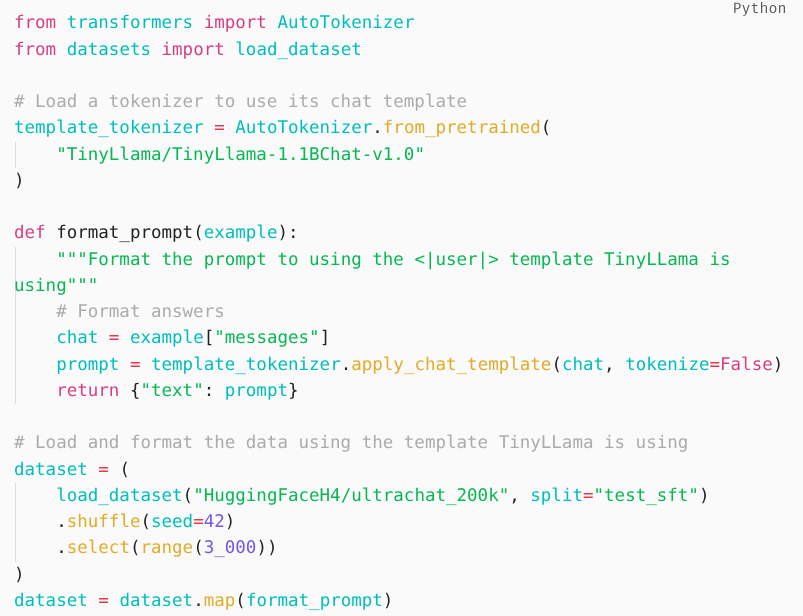 Python
from transformers import AutoTokenizer
from datasets import load_dataset

# Load a tokenizer to use its chat template
template_tokenizer = AutoTokenizer.from_pretrained(
    "TinyLlama/TinyLlama-1.1BChat-v1.0"
)

def format_prompt(example):
    """Format the prompt to using the <|user|> template TinyLLama is
using"""
    # Format answers
    chat = example["messages"]
    prompt = template_tokenizer.apply_chat_template(chat, tokenize=False)
    return {"text": prompt}

# Load and format the data using the template TinyLLama is using
dataset = (
    load_dataset("HuggingFaceH4/ultrachat_200k", split="test_sft")
    .shuffle(seed=42)
    .select(range(3_000))
)
dataset = dataset.map(format_prompt)